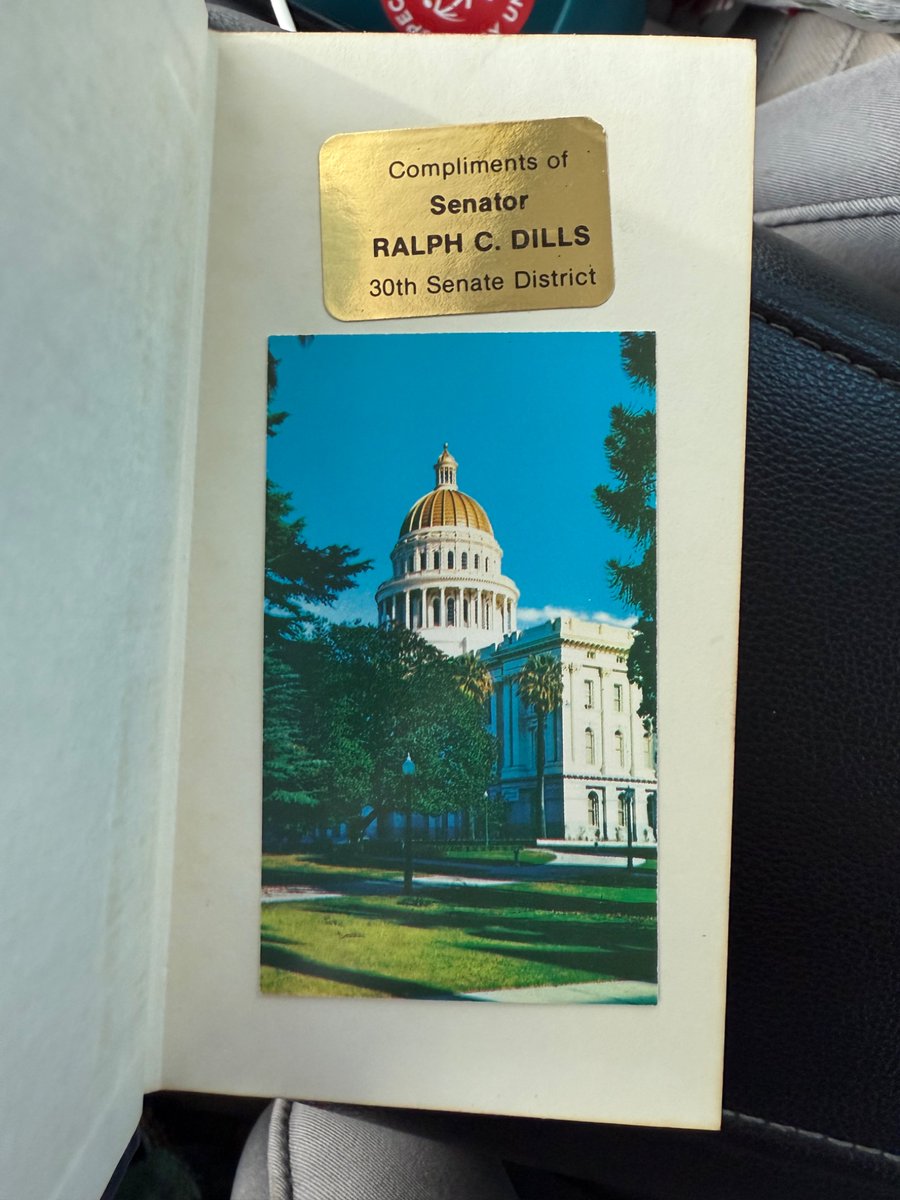 Compliments of
Senator
RALPH C. DILLS
30th Senate District